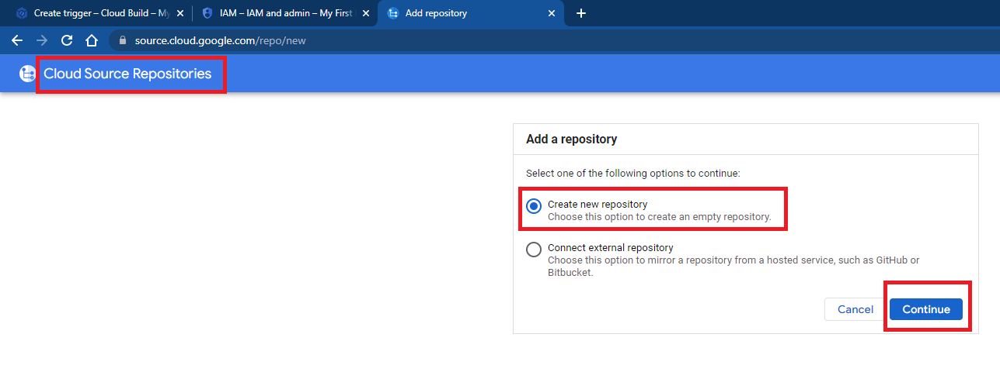 Create trigger – Cloud Build – My
IAM – IAM and admin – My First
Add repository
source.cloud.google.com/repo/new
Cloud Source Repositories
Add a repository
Select one of the following options to continue:
Create new repository
Choose this option to create an empty repository.
Connect external repository
Choose this option to mirror a repository from a hosted service, such as GitHub or
Bitbucket.
Cancel
Continue